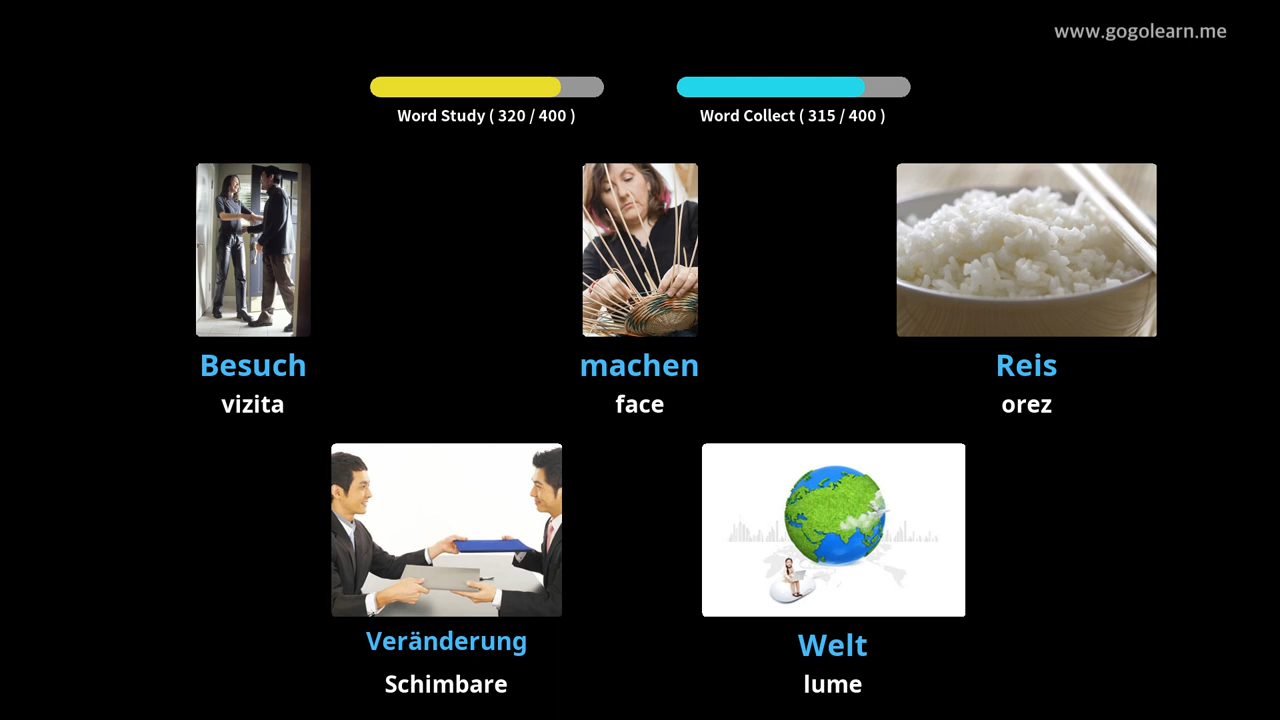 www.gogolearn.me
Word Study ( 320 / 400 )
Word Collect ( 315 / 400 )
Besuch
machen
Reis
vizita
face
orez
Veränderung
Welt
Schimbare
lume